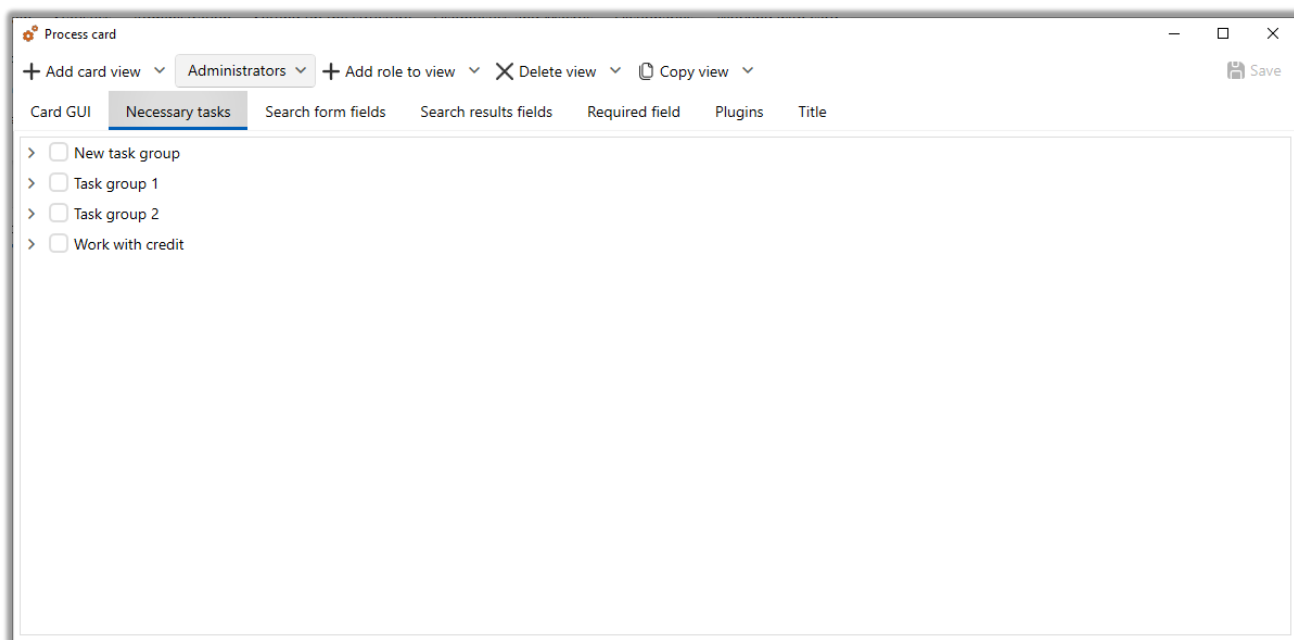 Process card
Add card view Administrators Add role to view Delete view Copy view Save
Card GUI Necessary tasks Search form fields Search results fields Required field Plugins Title
New task group
Task group 1
Task group 2
Work with credit